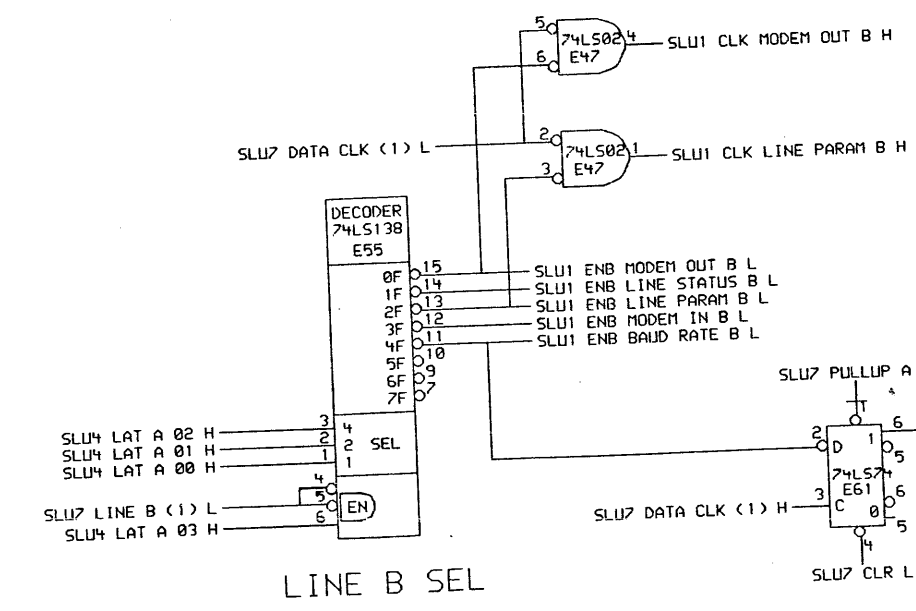 5
74LS02 4 SLU1 CLK MODEM OUT B H
6 E47
SLU7 DATA CLK (1) L
2
74LS02 1 SLU1 CLK LINE PARAM B H
3 E47
DECODER
74LS138
E55
0F 15 SLU1 ENB MODEM OUT B L
1F 14 SLU1 ENB LINE STATUS B L
2F 13 SLU1 ENB LINE PARAM B L
3F 12 SLU1 ENB MODEM IN B L
4F 11 SLU1 ENB BAUD RATE B L
5F 10
6F 9
7F 7
SLU7 PULLUP A
SLU4 LAT A 02 H 3 4
SLU4 LAT A 01 H 2 2 SEL
SLU4 LAT A 00 H 1 1
4
SLU7 LINE B (1) L 5 EN
SLU4 LAT A 03 H 6
2 D 1 6
5
74LS74
E61
SLU7 DATA CLK (1) H 3 C 6
0 5
4
SLU7 CLR L
LINE B SEL